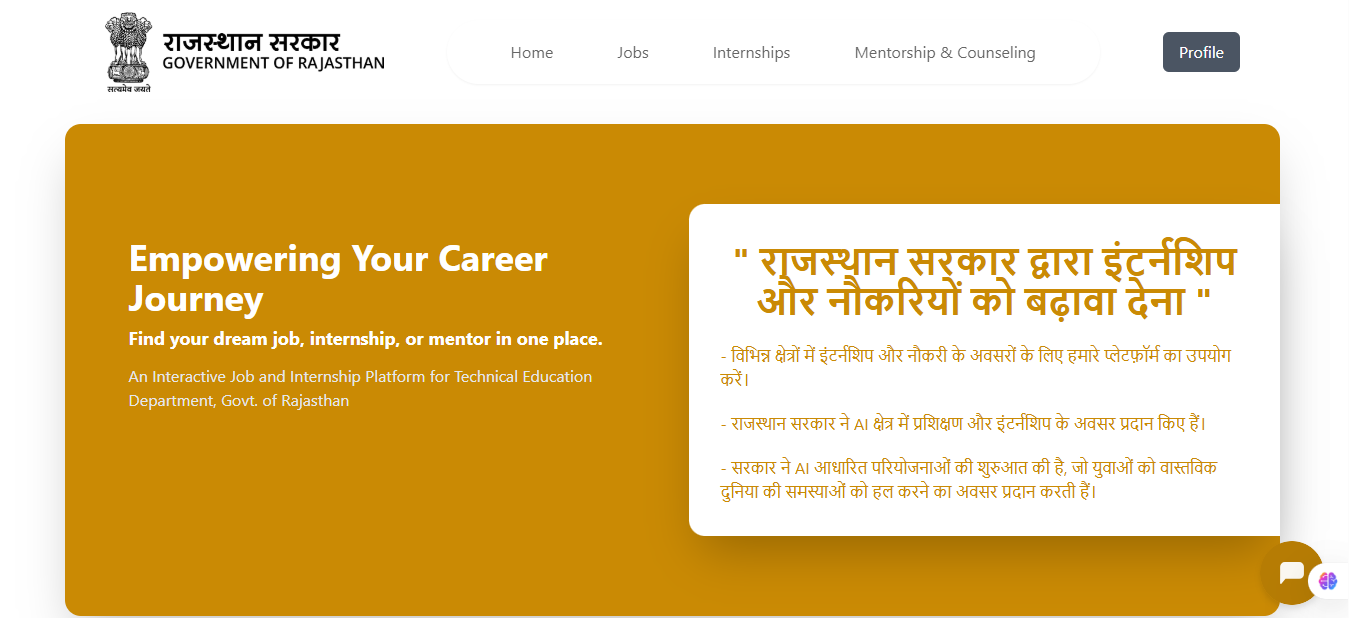 राजस्थान सरकार
GOVERNMENT OF RAJASTHAN
सत्यमेव जयते
Home
Jobs
Internships
Mentorship & Counseling
Profile
Empowering Your Career
Journey
Find your dream job, internship, or mentor in one place.
An Interactive Job and Internship Platform for Technical Education
Department, Govt. of Rajasthan
" राजस्थान सरकार द्वारा इंटर्नशिप
और नौकरियों को बढ़ावा देना "
- विभिन्न क्षेत्रों में इंटर्नशिप और नौकरी के अवसरों के लिए हमारे प्लेटफ़ॉर्म का उपयोग
करें।
- राजस्थान सरकार ने AI क्षेत्र में प्रशिक्षण और इंटर्नशिप के अवसर प्रदान किए हैं।
- सरकार ने AI आधारित परियोजनाओं की शुरुआत की है, जो युवाओं को वास्तविक
दुनिया की समस्याओं को हल करने का अवसर प्रदान करती हैं।